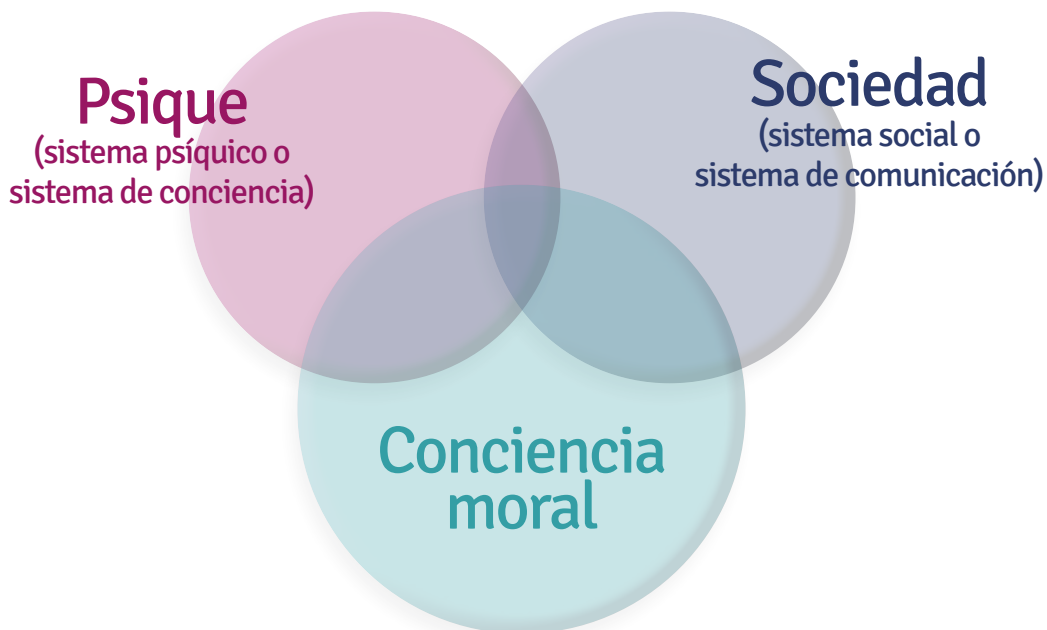 Psique
(sistema psíquico o
sistema de conciencia)
Sociedad
(sistema social o
sistema de comunicación)
Conciencia
moral